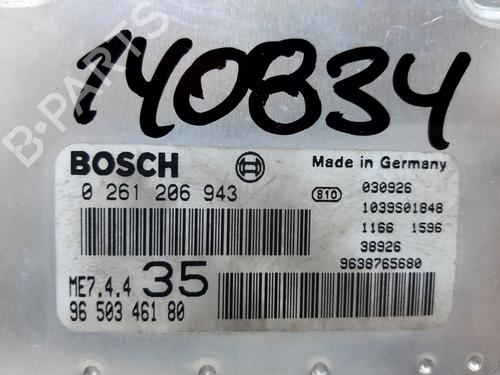 140834
B-PARTS
BOSCH
Made in Germany
0 261 206 943
810
030926
1039S01848
1166 1596
38926
ME7.4.4 35
9638765680
96 503 461 80